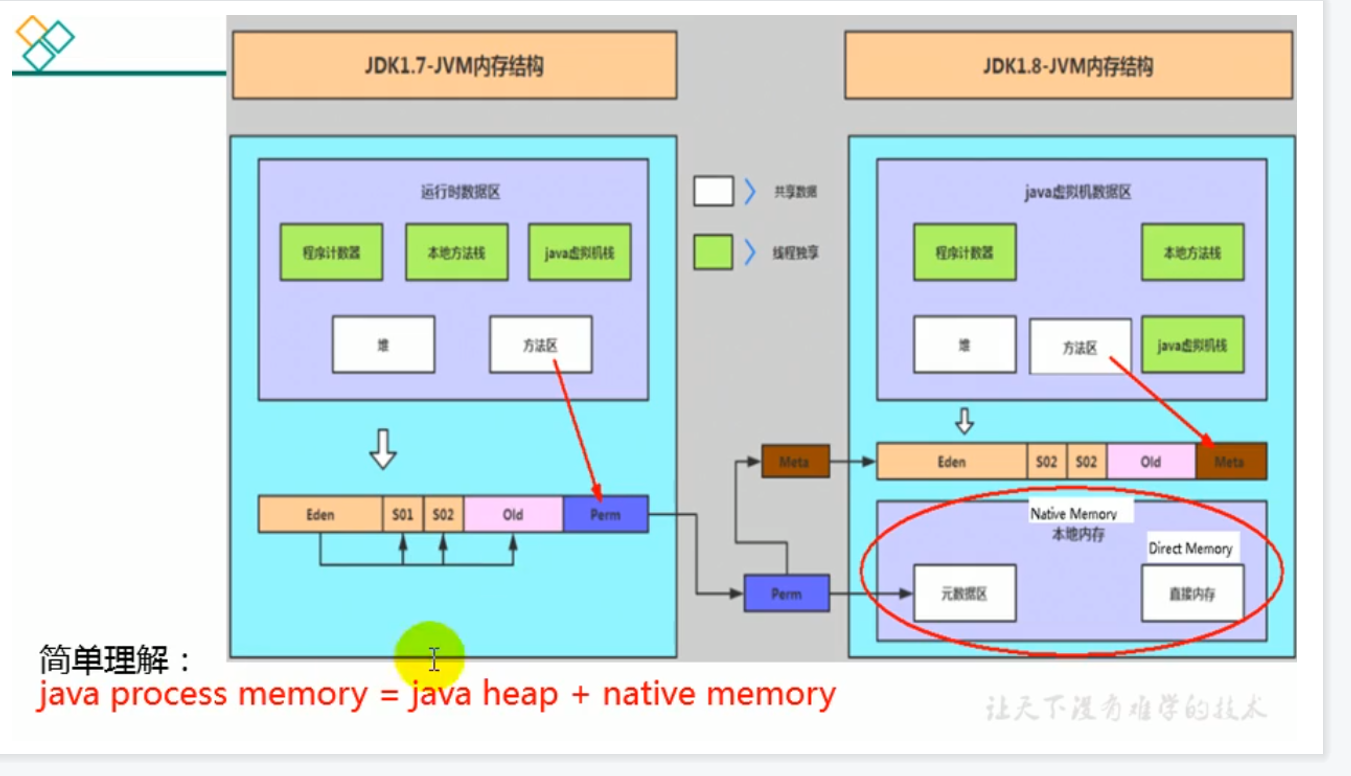 JDK1.7-JVM内存结构
JDK1.8-JVM内存结构
运行时数据区
程序计数器
本地方法栈
java虚拟机栈
堆
方法区
Eden
S01
S02
Old
Perm
共享数据
线程独享
Meta
Perm
java虚拟机数据区
程序计数器
本地方法栈
堆
方法区
java虚拟机栈
Eden
S02
S02
Old
Meta
Native Memory
本地内存
Direct Memory
元数据区
直接内存
简单理解：
java process memory = java heap + native memory
让天下没有难学的技术